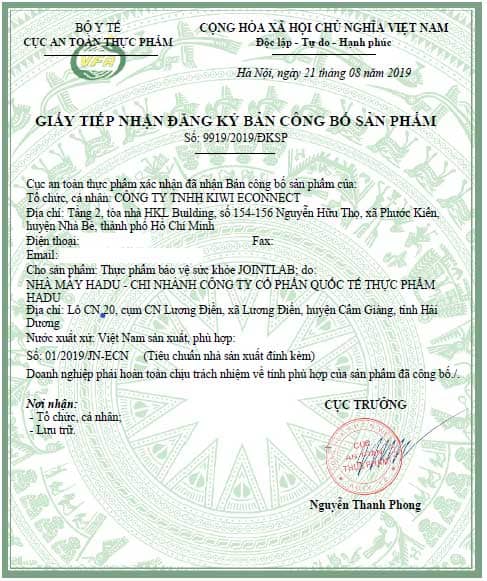 BỘ Y TẾ
CỤC AN TOÀN THỰC PHẨM
VFA
CỘNG HÒA XÃ HỘI CHỦ NGHĨA VIỆT NAM
Độc lập - Tự do - Hạnh phúc
Hà Nội, ngày 21 tháng 08 năm 2019
GIẤY TIẾP NHẬN ĐĂNG KÝ BẢN CÔNG BỐ SẢN PHẨM
Số: 9919/2019/ĐKSP
Cục an toàn thực phẩm xác nhận đã nhận Bản công bố sản phẩm của:
Tổ chức, cá nhân: CÔNG TY TNHH KIWI ECONNECT
Địa chỉ: Tầng 2, tòa nhà HKL Building, số 154-156 Nguyễn Hữu Thọ, xã Phước Kiển,
huyện Nhà Bè, thành phố Hồ Chí Minh
Điện thoại: Fax:
Email:
Cho sản phẩm: Thực phẩm bảo vệ sức khỏe JOINTLAB; do:
NHÀ MÁY HADU - CHI NHÁNH CÔNG TY CỔ PHẦN QUỐC TẾ THỰC PHẨM
HADU
Địa chỉ: Lô CN 20, cụm CN Lương Điền, xã Lương Điền, huyện Cẩm Giàng, tỉnh Hải
Dương
Nước xuất xứ: Việt Nam sản xuất, phù hợp:
Số: 01/2019/JN-ECN (Tiêu chuẩn nhà sản xuất đính kèm)
Doanh nghiệp phải hoàn toàn chịu trách nhiệm về tính phù hợp của sản phẩm đã công bố./.
Nơi nhận:
- Tổ chức, cá nhân;
- Lưu trữ.
CỤC TRƯỞNG
CỤC
AN TOÀN
THỰC PHẨM
Nguyễn Thanh Phong